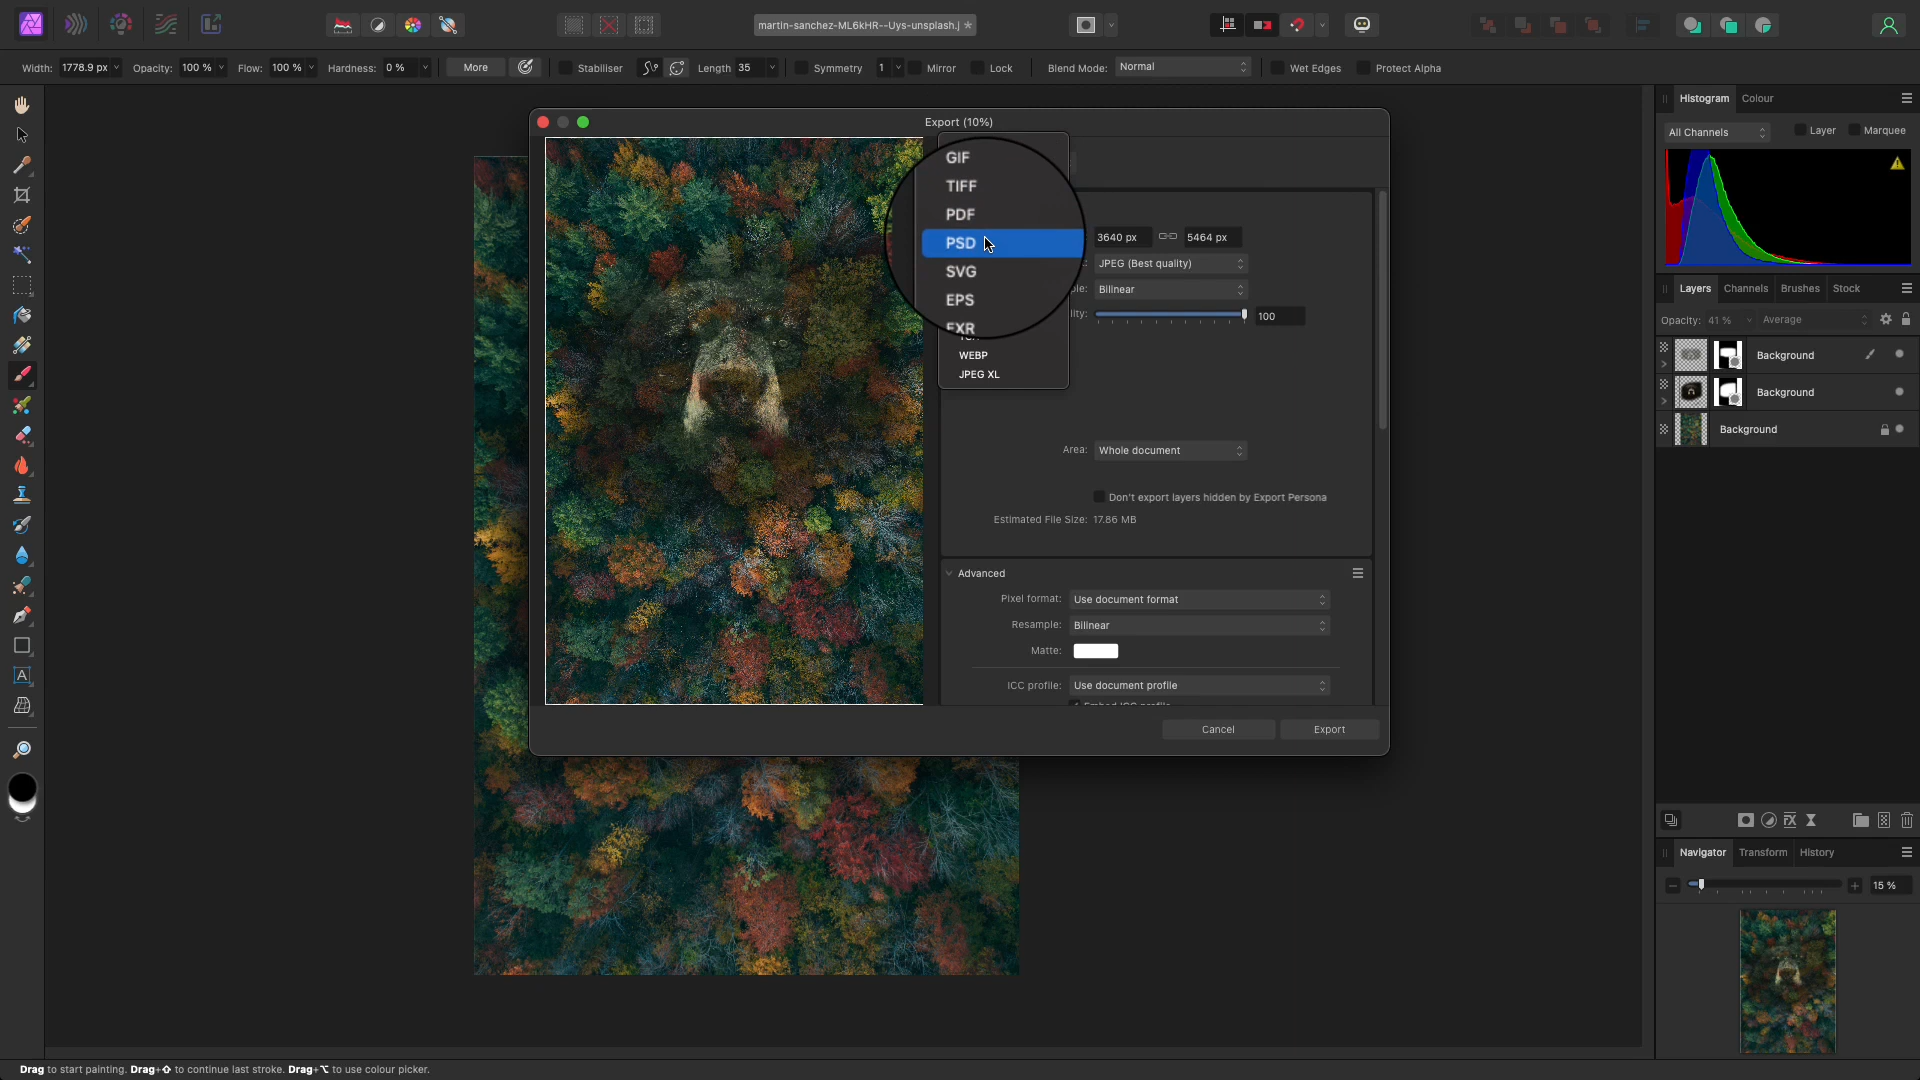 martin-sanchez-ML6kHR--Uys-unsplash.j *
Width: 1778.9 px Opacity: 100 % Flow: 100 % Hardness: 0 % More Stabiliser Length 35 Symmetry 1 Mirror Lock Blend Mode: Normal Wet Edges Protect Alpha
Export (10%)
GIF
TIFF
PDF
PSD
SVG
EPS
EXR
WEBP
JPEG XL
3640 px 5464 px
JPEG (Best quality)
Bilinear
100
Area: Whole document
Don't export layers hidden by Export Persona
Estimated File Size: 17.86 MB
Advanced
Pixel format: Use document format
Resample: Bilinear
Matte:
ICC profile: Use document profile
Cancel Export
Histogram Colour
All Channels Layer Marquee
Layers Channels Brushes Stock
Opacity: 41 % Average
Background
Background
Background
Navigator Transform History
15 %
Drag to start painting. Drag+⇧ to continue last stroke. Drag+⌥ to use colour picker.